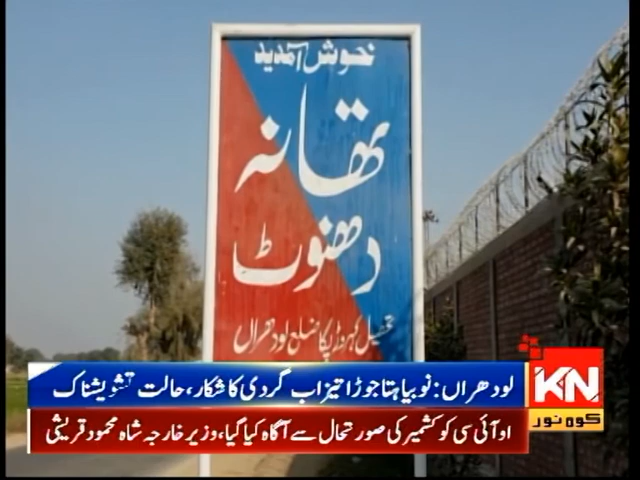 خوش آمدید
تھانہ
دھنوٹ
تحصیل کہروڑپکا ضلع لودھراں
لودھراں: نوبیاہتا جوڑا تیزاب گردی کا شکار، حالت تشویشناک
KN
کوہ نور
او آئی سی کو کشمیر کی صورتحال سے آگاہ کیا گیا، وزیر خارجہ شاہ محمود قریشی